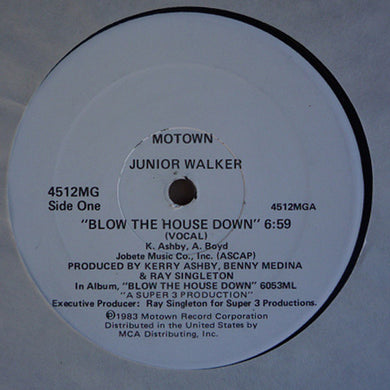 MOTOWN
JUNIOR WALKER
4512MG
Side One
4512MGA
"BLOW THE HOUSE DOWN" 6:59
(VOCAL)
K. Ashby, A. Boyd
Jobete Music Co., Inc. (ASCAP)
PRODUCED BY KERRY ASHBY, BENNY MEDINA
& RAY SINGLETON
In Album, "BLOW THE HOUSE DOWN" 6053ML
"A SUPER 3 PRODUCTION"
Executive Producer: Ray Singleton for Super 3 Productions.
©1983 Motown Record Corporation
Distributed in the United States by
MCA Distributing, Inc.